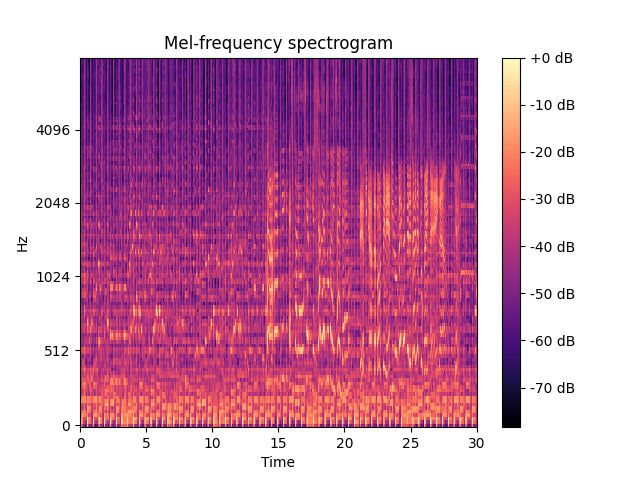 Mel-frequency spectrogram
+0 dB
-10 dB
4096
-20 dB
2048
-30 dB
Hz
-40 dB
1024
-50 dB
512
-60 dB
-70 dB
0
0 5 10 15 20 25 30
Time